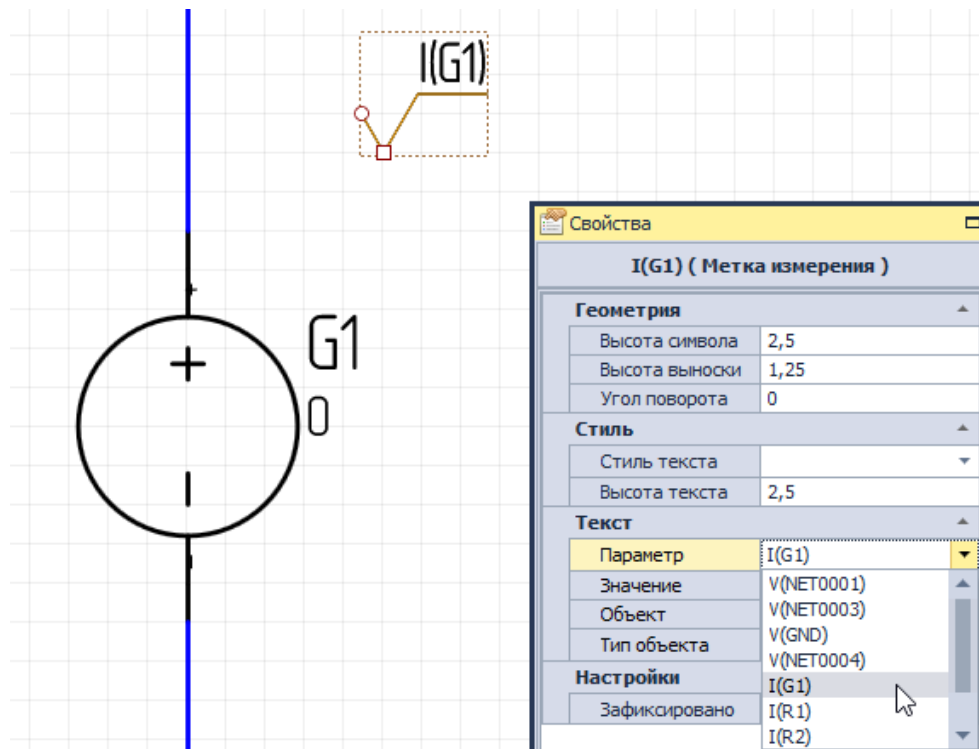 I(G1)
+
G1
0
Свойства
I(G1) ( Метка измерения )
Геометрия
Высота символа 2,5
Высота выноски 1,25
Угол поворота 0
Стиль
Стиль текста
Высота текста 2,5
Текст
Параметр I(G1)
Значение V(NET0001)
Объект V(NET0003)
V(GND)
Тип объекта V(NET0004)
Настройки I(G1)
Зафиксировано I(R1)
I(R2)